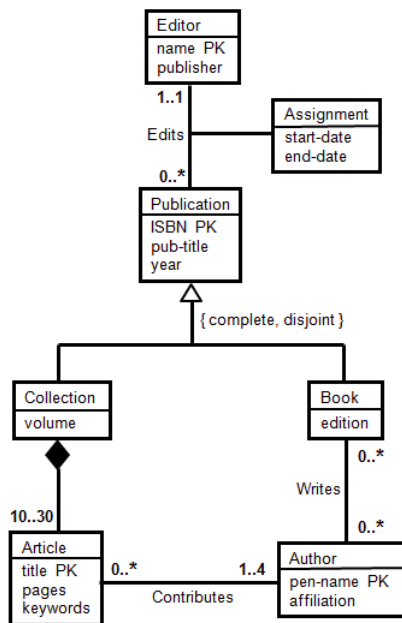 Editor
name PK
publisher
1..1
Edits
Assignment
start-date
end-date
0..*
Publication
ISBN PK
pub-title
year
{ complete, disjoint }
Collection
volume
Book
edition
0..*
Writes
0..*
10..30
Article
title PK
pages
keywords
0..*
Contributes
1..4
Author
pen-name PK
affiliation